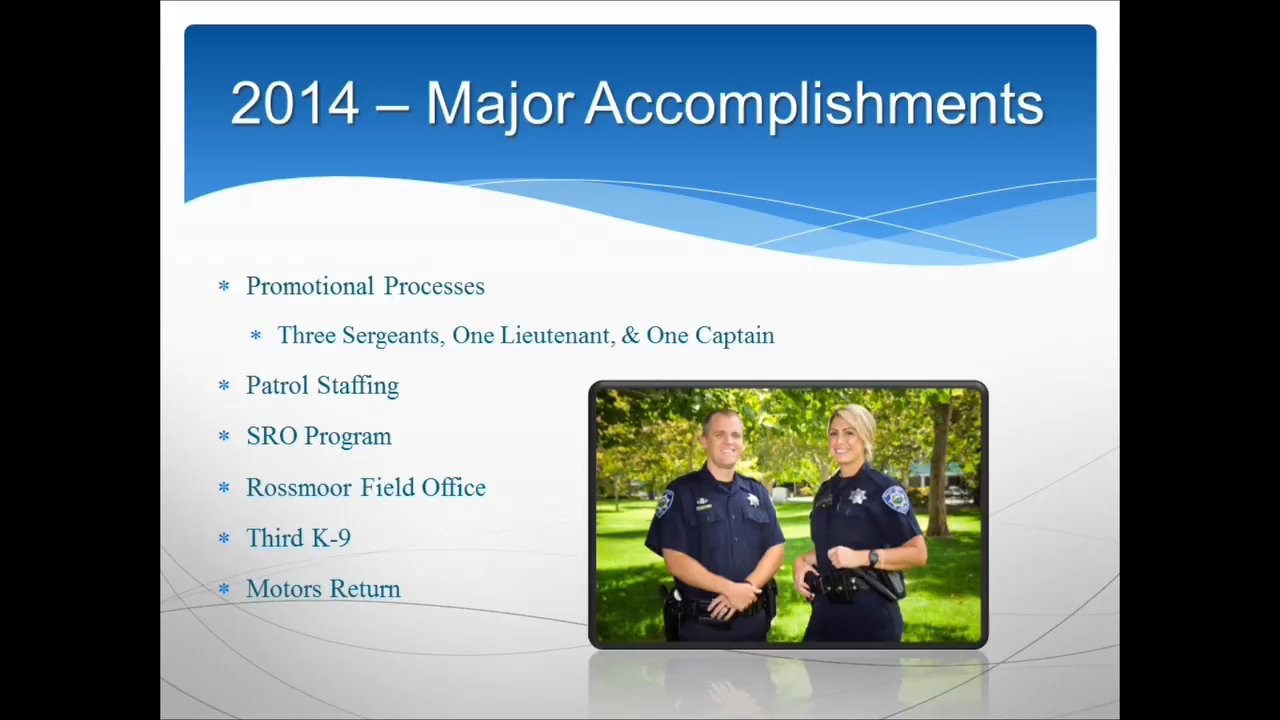 2014 – Major Accomplishments
* Promotional Processes
* Three Sergeants, One Lieutenant, & One Captain
* Patrol Staffing
* SRO Program
* Rossmoor Field Office
* Third K-9
* Motors Return